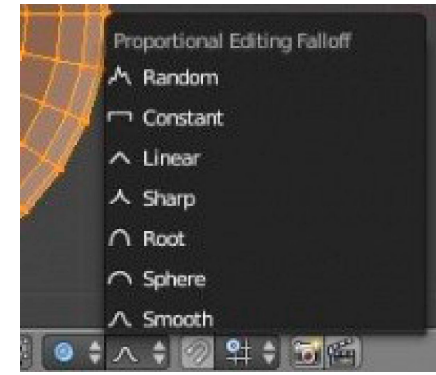 Proportional Editing Falloff
Random
Constant
Linear
Sharp
Root
Sphere
Smooth